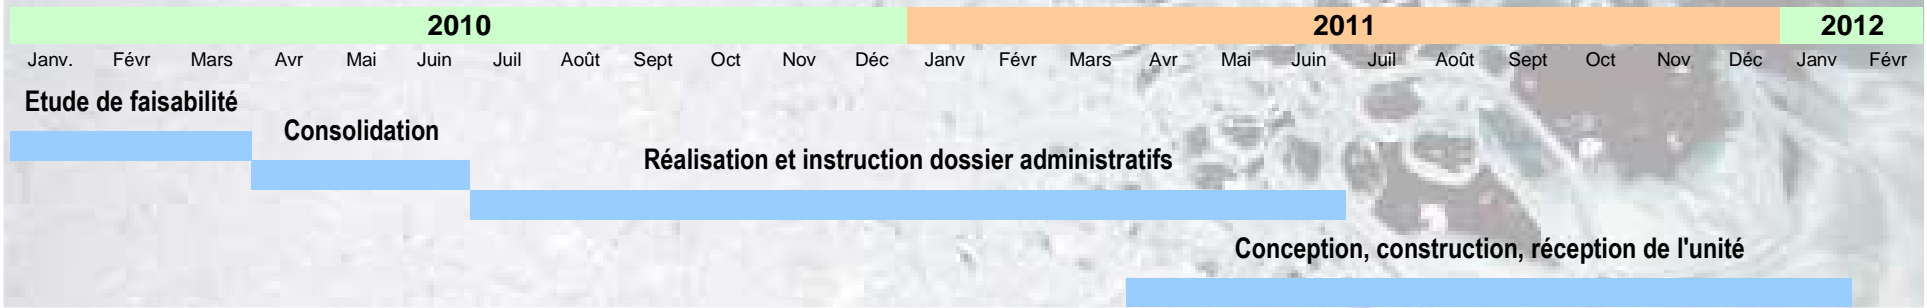 2010 2011 2012
Janv. Févr Mars Avr Mai Juin Juil Août Sept Oct Nov Déc Janv Févr Mars Avr Mai Juin Juil Août Sept Oct Nov Déc Janv Févr
Etude de faisabilité
Consolidation
Réalisation et instruction dossier administratifs
Conception, construction, réception de l'unité